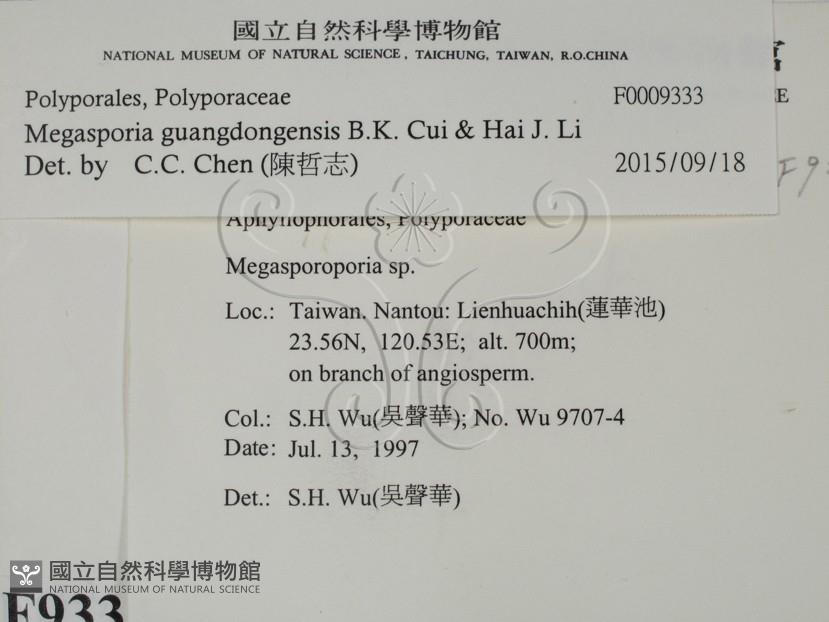 國立自然科學博物館
NATIONAL MUSEUM OF NATURAL SCIENCE, TAICHUNG, TAIWAN, R.O.CHINA
Polyporales, Polyporaceae F0009333
Megasporia guangdongensis B.K. Cui & Hai J. Li
Det. by C.C. Chen (陳哲志) 2015/09/18
Aphyllophorales, Polyporaceae
Megasporoporia sp.
Loc.: Taiwan. Nantou: Lienhuachih(蓮華池)
23.56N, 120.53E; alt. 700m;
on branch of angiosperm.
Col.: S.H. Wu(吳聲華); No. Wu 9707-4
Date: Jul. 13, 1997
Det.: S.H. Wu(吳聲華)
國立自然科學博物館
NATIONAL MUSEUM OF NATURAL SCIENCE
F933